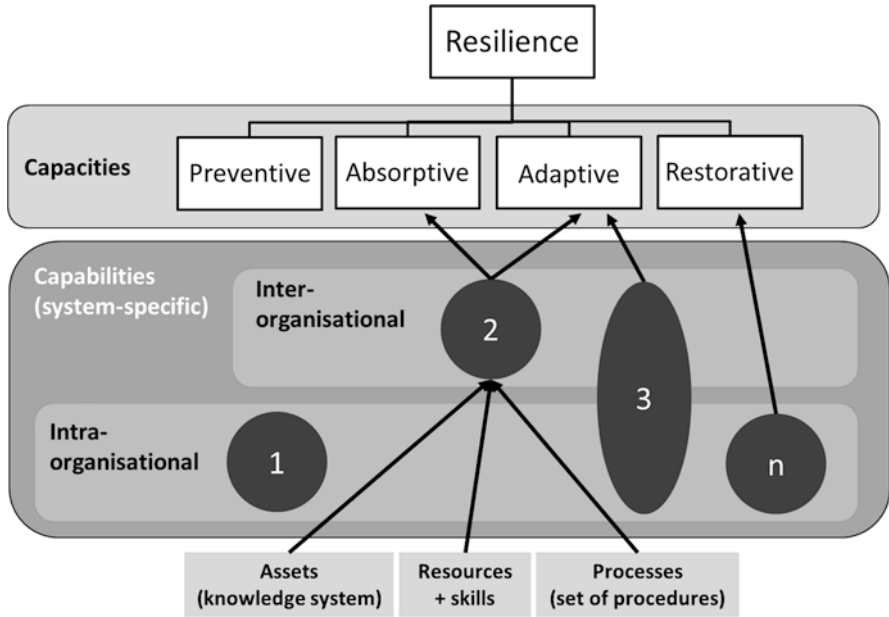 Resilience
Capacities
Preventive
Absorptive
Adaptive
Restorative
Capabilities
(system-specific)
Inter-
organisational
2
3
Intra-
organisational
1
n
Assets
(knowledge system)
Resources
+ skills
Processes
(set of procedures)